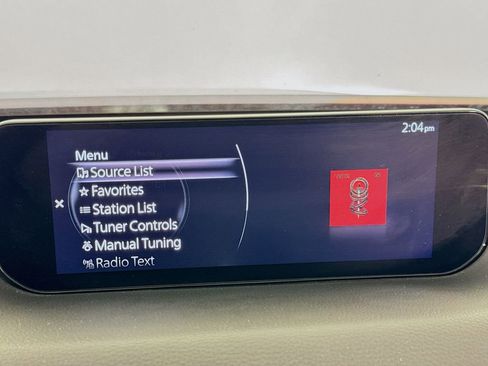 2:04pm
Menu
Source List
Favorites
Station List
Tuner Controls
Manual Tuning
Radio Text